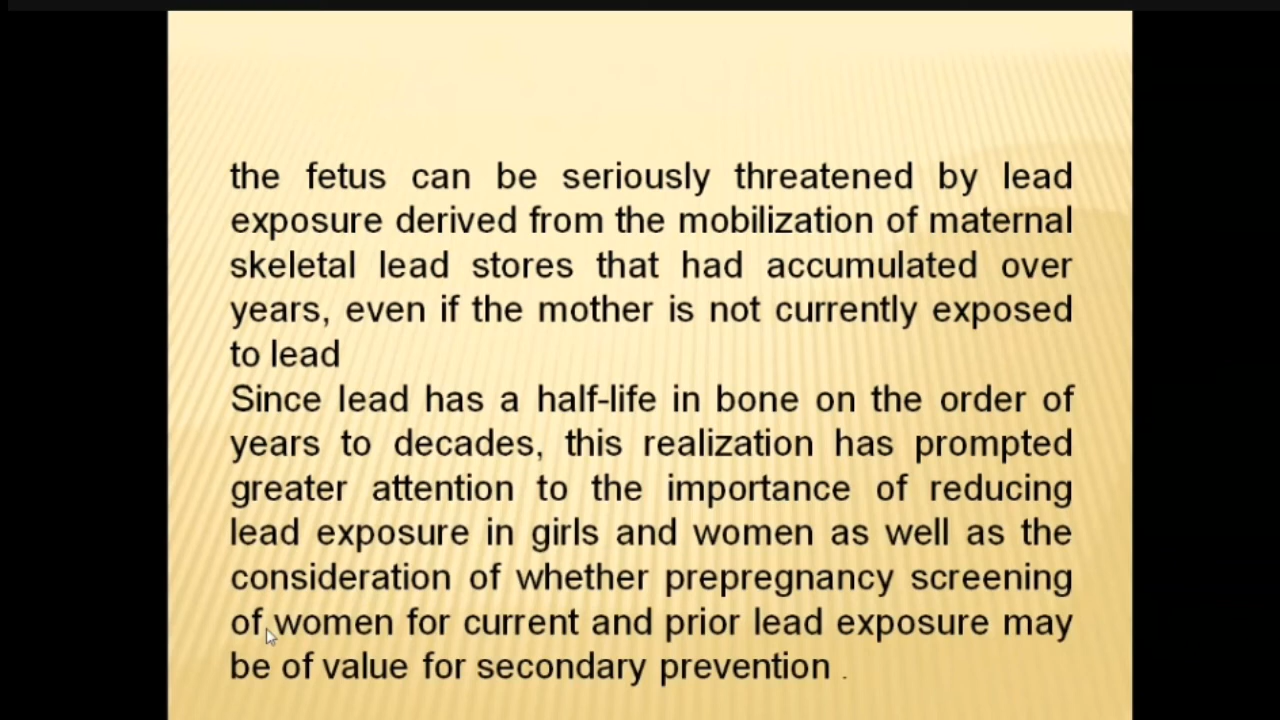 the fetus can be seriously threatened by lead
exposure derived from the mobilization of maternal
skeletal lead stores that had accumulated over
years, even if the mother is not currently exposed
to lead
Since lead has a half-life in bone on the order of
years to decades, this realization has prompted
greater attention to the importance of reducing
lead exposure in girls and women as well as the
consideration of whether prepregnancy screening
of women for current and prior lead exposure may
be of value for secondary prevention .